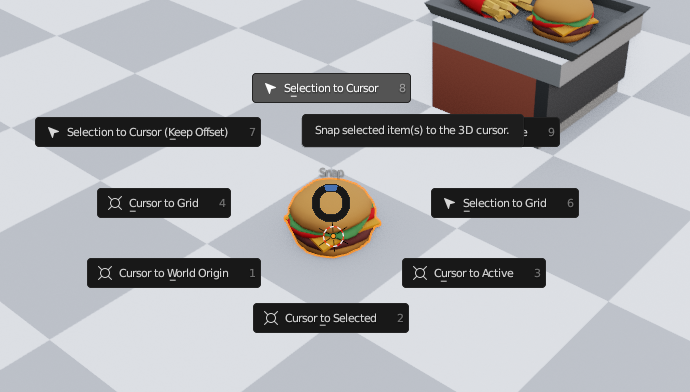 Selection to Cursor 8
Selection to Cursor (Keep Offset) 7
Snap selected item(s) to the 3D cursor.
9
Snap
Cursor to Grid 4
Selection to Grid 6
Cursor to World Origin 1
Cursor to Active 3
Cursor to Selected 2